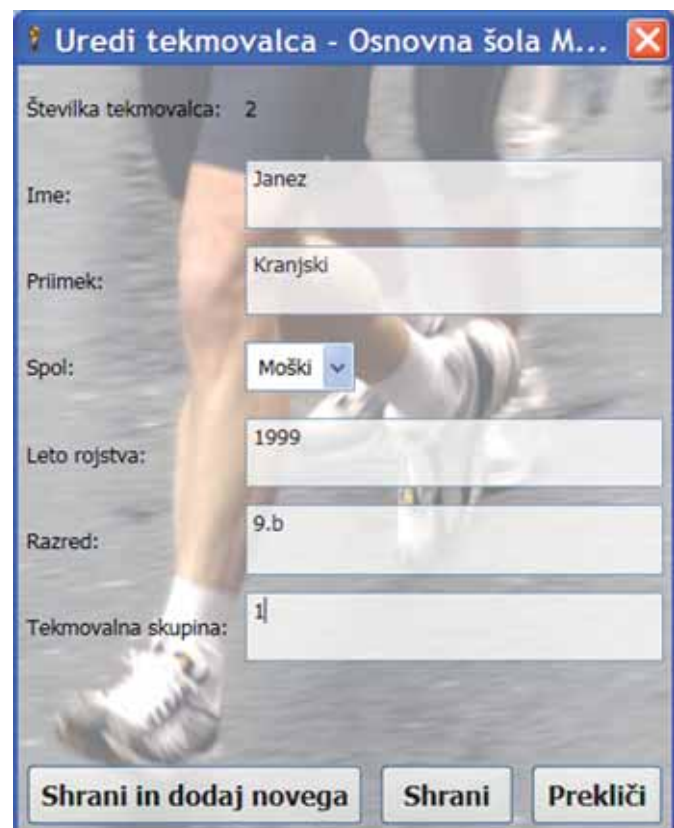 Uredi tekmovalca - Osnovna šola M...
Številka tekmovalca: 2
Ime: Janez
Priimek: Kranjski
Spol: Moški
Leto rojstva: 1999
Razred: 9.b
Tekmovalna skupina: 1
Shrani in dodaj novega Shrani Prekliči